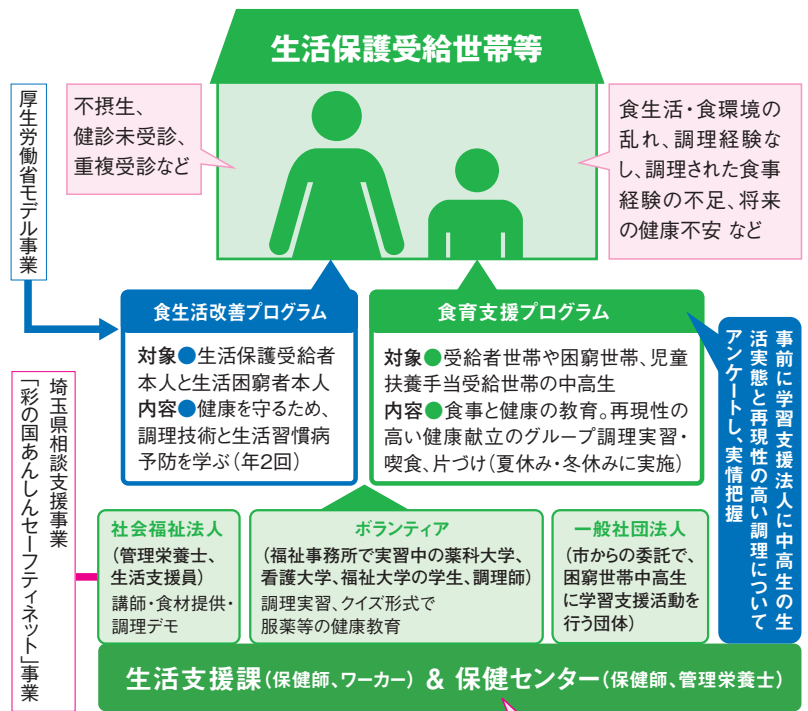 生活保護受給世帯等
厚生労働省モデル事業
不摂生、
健診未受診、
重複受診など
食生活・食環境の
乱れ、調理経験な
し、調理された食事
経験の不足、将来
の健康不安 など
食生活改善プログラム
対象●生活保護受給者
本人と生活困窮者本人
内容●健康を守るため、
調理技術と生活習慣病
予防を学ぶ（年2回）
食育支援プログラム
対象●受給者世帯や困窮世帯、児童
扶養手当受給世帯の中高生
内容●食事と健康の教育。再現性の
高い健康献立のグループ調理実習・
喫食、片づけ（夏休み・冬休みに実施）
事前に学習支援法人に中高生の生
活実態と再現性の高い調理について
アンケートし、実情把握
埼玉県相談支援事業
「彩の国あんしんセーフティネット」事業
社会福祉法人
（管理栄養士、
生活支援員）
講師・食材提供・
調理デモ
ボランティア
（福祉事務所で実習中の薬科大学、
看護大学、福祉大学の学生、調理師）
調理実習、クイズ形式で
服薬等の健康教育
一般社団法人
（市からの委託で、
困窮世帯中高生
に学習支援活動を
行う団体）
生活支援課（保健師、ワーカー） & 保健センター（保健師、管理栄養士）